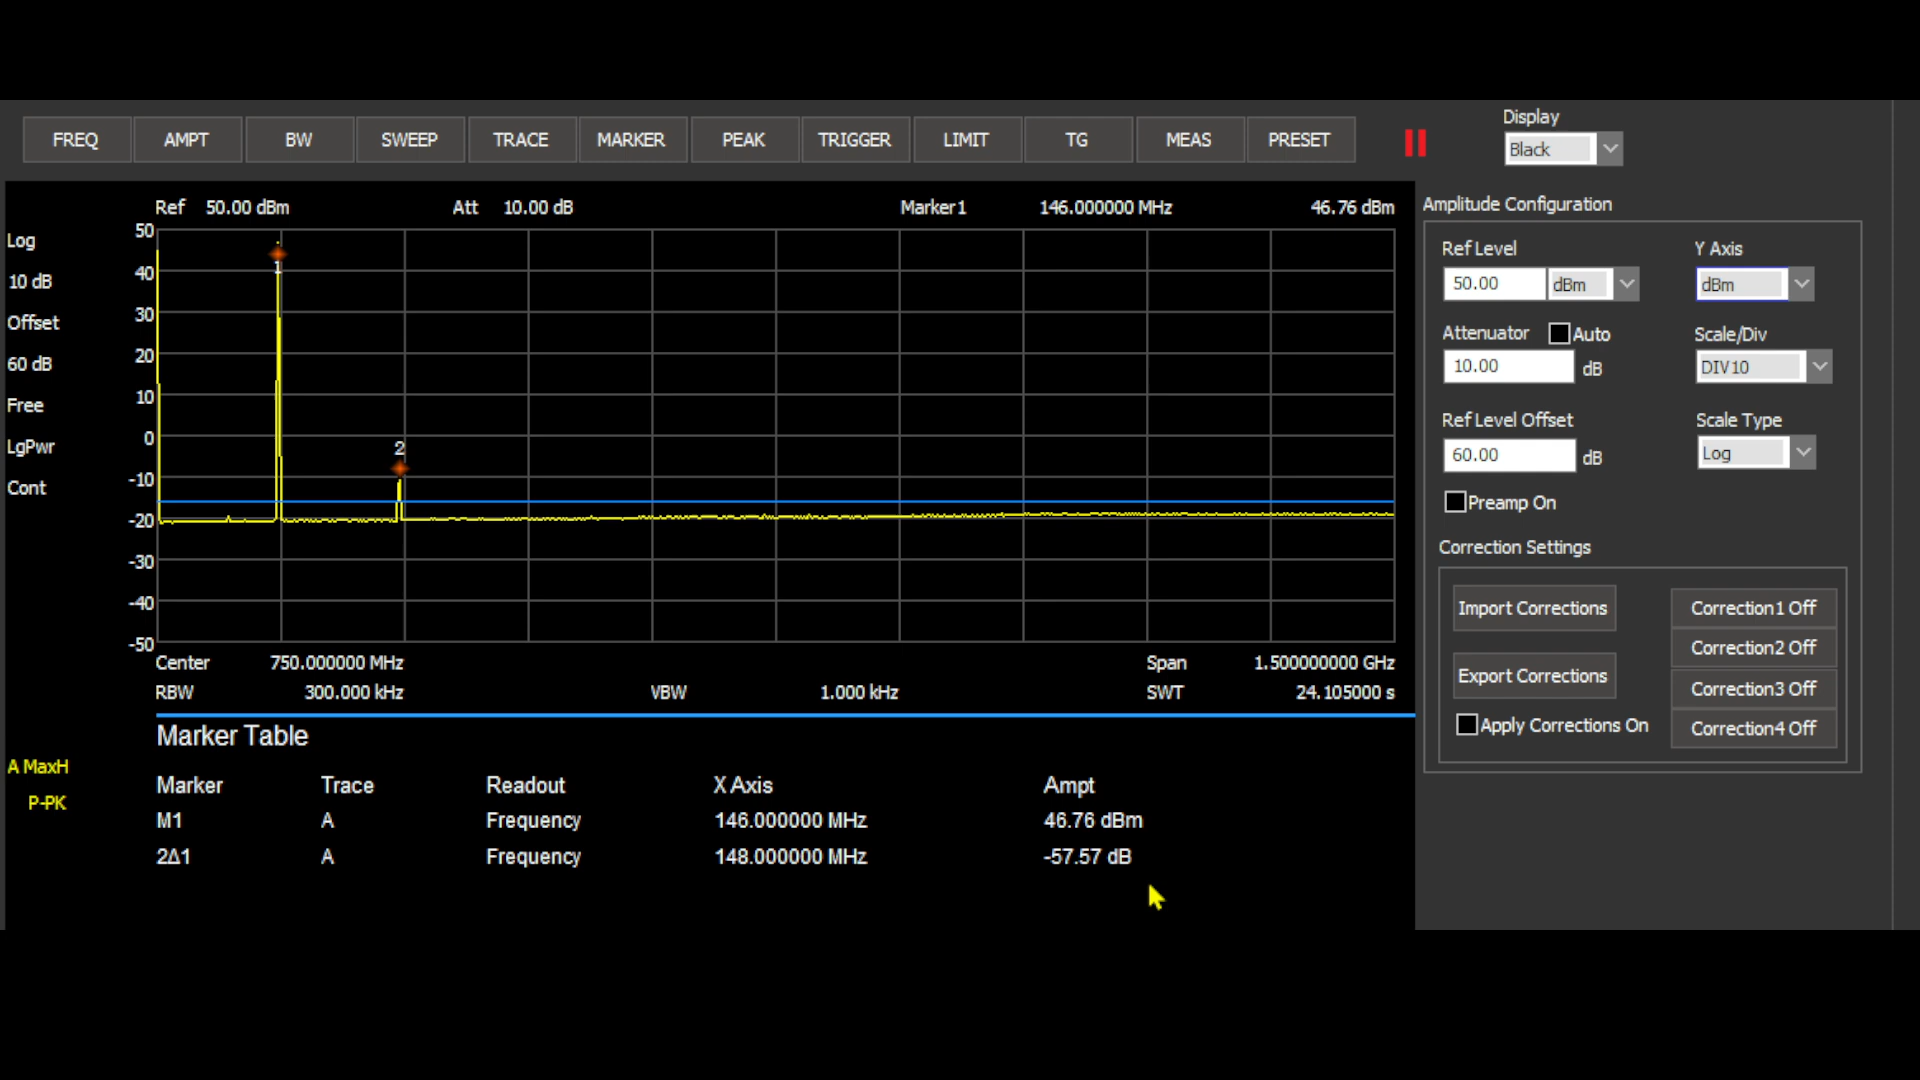 Display
FREQ AMPT BW SWEEP TRACE MARKER PEAK TRIGGER LIMIT TG MEAS PRESET
Black
Ref 50.00 dBm Att 10.00 dB Marker1 146.000000 MHz 46.76 dBm
Log
10 dB
Offset
60 dB
Free
LgPwr
Cont
50
40
30
20
10
0
-10
-20
-30
-40
-50
1
2
Center 750.000000 MHz Span 1.500000000 GHz
RBW 300.000 kHz VBW 1.000 kHz SWT 24.105000 s
A MaxH
P-PK
Marker Table
Marker Trace Readout X Axis Ampt
M1 A Frequency 146.000000 MHz 46.76 dBm
2Δ1 A Frequency 148.000000 MHz -57.57 dB
Amplitude Configuration
Ref Level Y Axis
50.00 dBm dBm
Attenuator Auto Scale/Div
10.00 dB DIV10
Ref Level Offset Scale Type
60.00 dB Log
Preamp On
Correction Settings
Import Corrections Correction1 Off
Correction2 Off
Export Corrections Correction3 Off
Apply Corrections On Correction4 Off